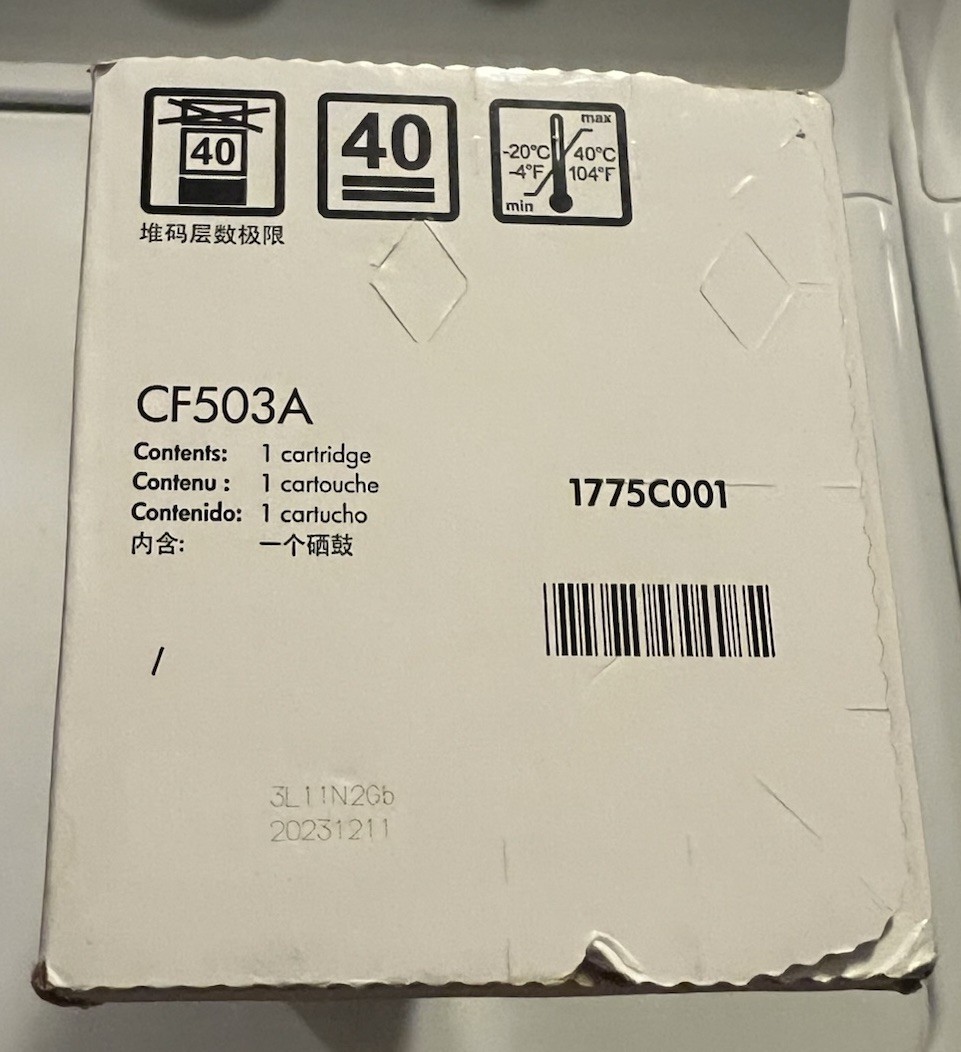 40
堆码层数极限
40
max
-20°C 40°C
-4°F 104°F
min
CF503A
Contents: 1 cartridge
Contenu : 1 cartouche
Contenido: 1 cartucho
内含: 一个硒鼓
1775C001
/
3L11N2Gb
20231211